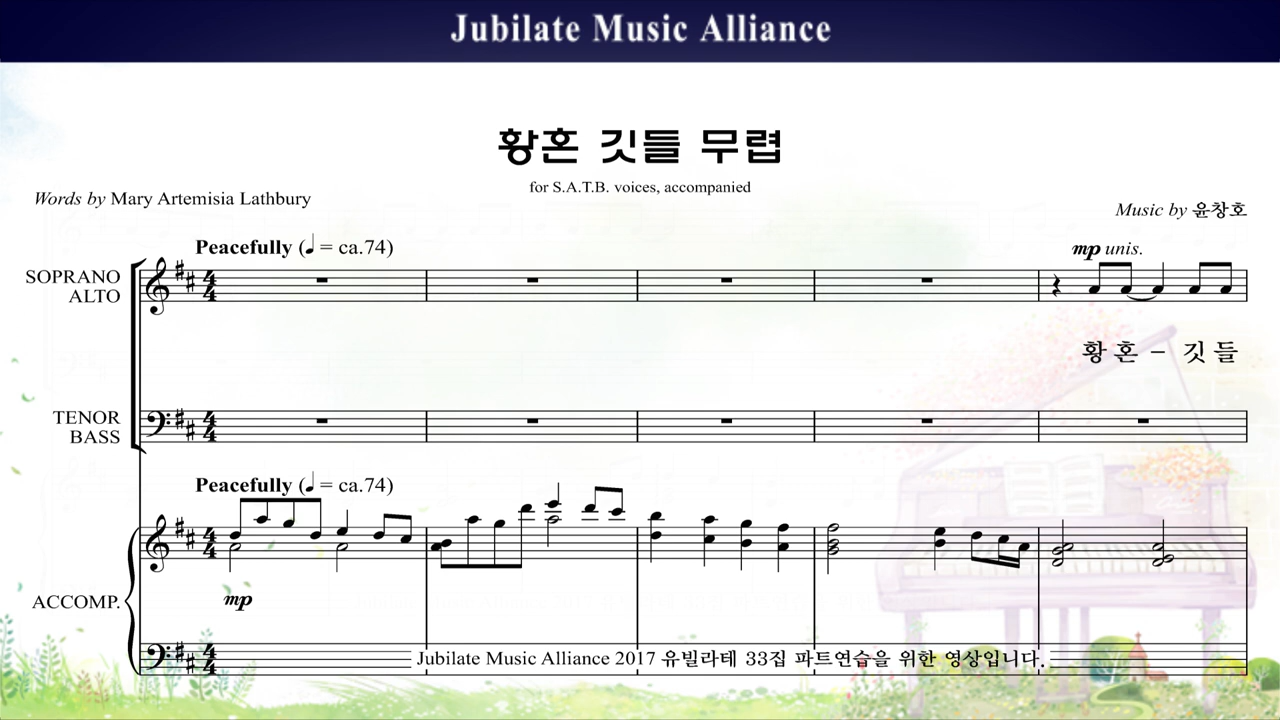 Jubilate Music Alliance
황혼 깃들 무렵
for S.A.T.B. voices, accompanied
Words by Mary Artemisia Lathbury
Music by 윤창호
Peacefully (♩ = ca.74)
mp unis.
SOPRANO
ALTO
황 혼 - 깃 들
TENOR
BASS
Peacefully (♩ = ca.74)
mp
ACCOMP.
Jubilate Music Alliance 2017 유빌라테 33집 파트연습을 위한 영상입니다.